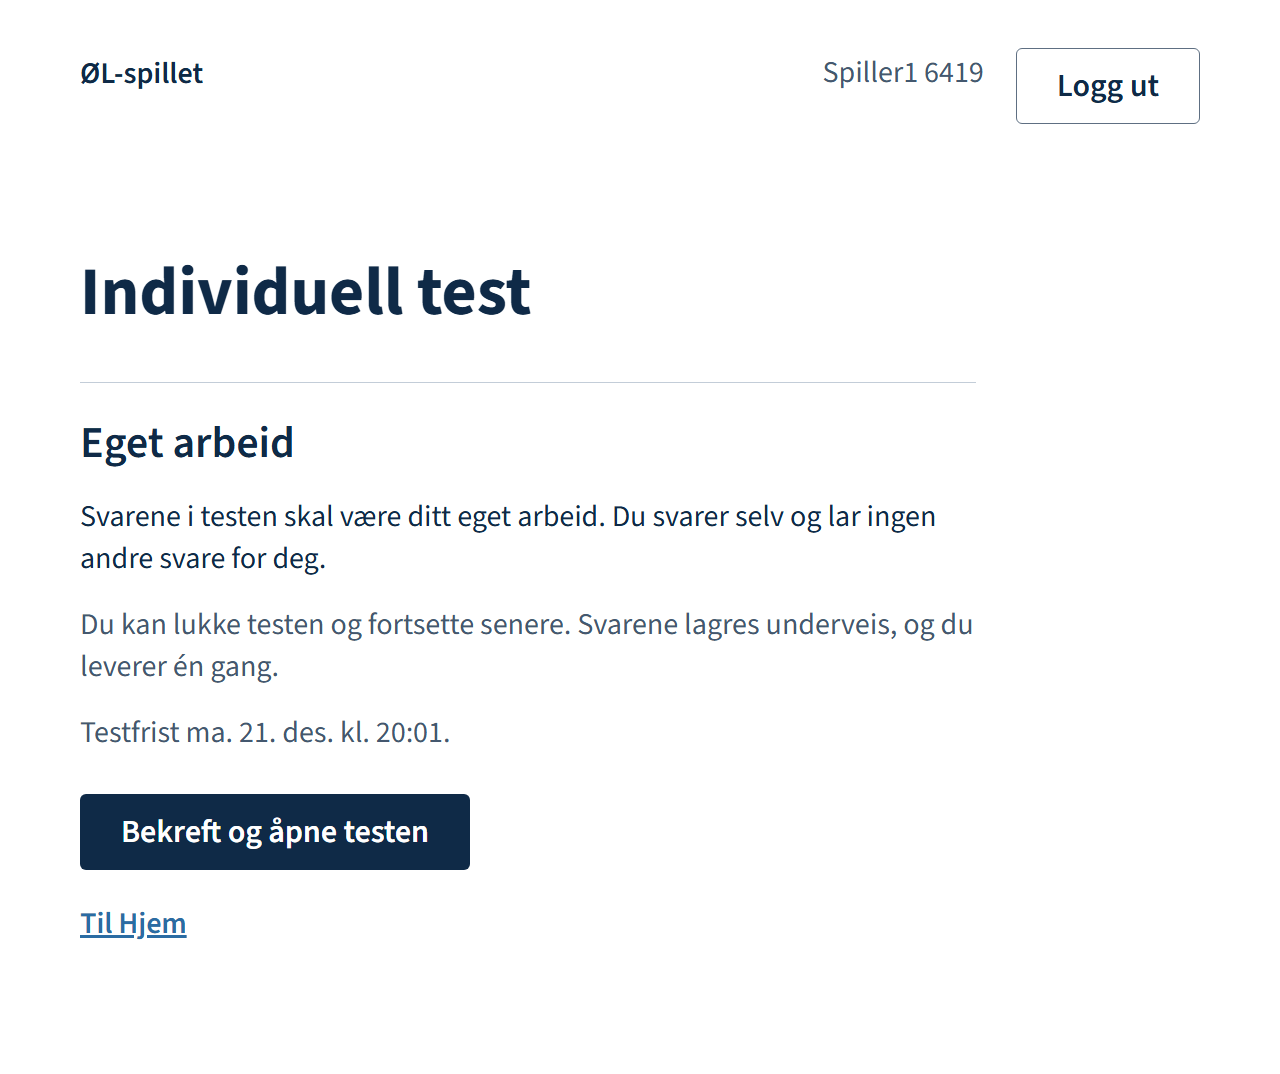 ØL-spillet
Spiller1 6419
Logg ut
Individuell test
Eget arbeid
Svarene i testen skal være ditt eget arbeid. Du svarer selv og lar ingen
andre svare for deg.
Du kan lukke testen og fortsette senere. Svarene lagres underveis, og du
leverer én gang.
Testfrist ma. 21. des. kl. 20:01.
Bekreft og åpne testen
Til Hjem